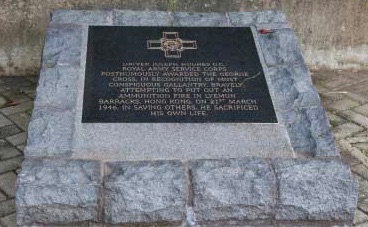 DRIVER JOSEPH HUGHES G.C.
ROYAL ARMY SERVICE CORPS
POSTHUMOUSLY AWARDED THE GEORGE
CROSS, IN RECOGNITION OF MOST
CONSPICUOUS GALLANTRY, BRAVELY
ATTEMPTING TO PUT OUT AN
AMMUNITION FIRE IN LYEMUN
BARRACKS, HONG KONG, ON 21ST MARCH
1946. IN SAVING OTHERS, HE SACRIFICED
HIS OWN LIFE.